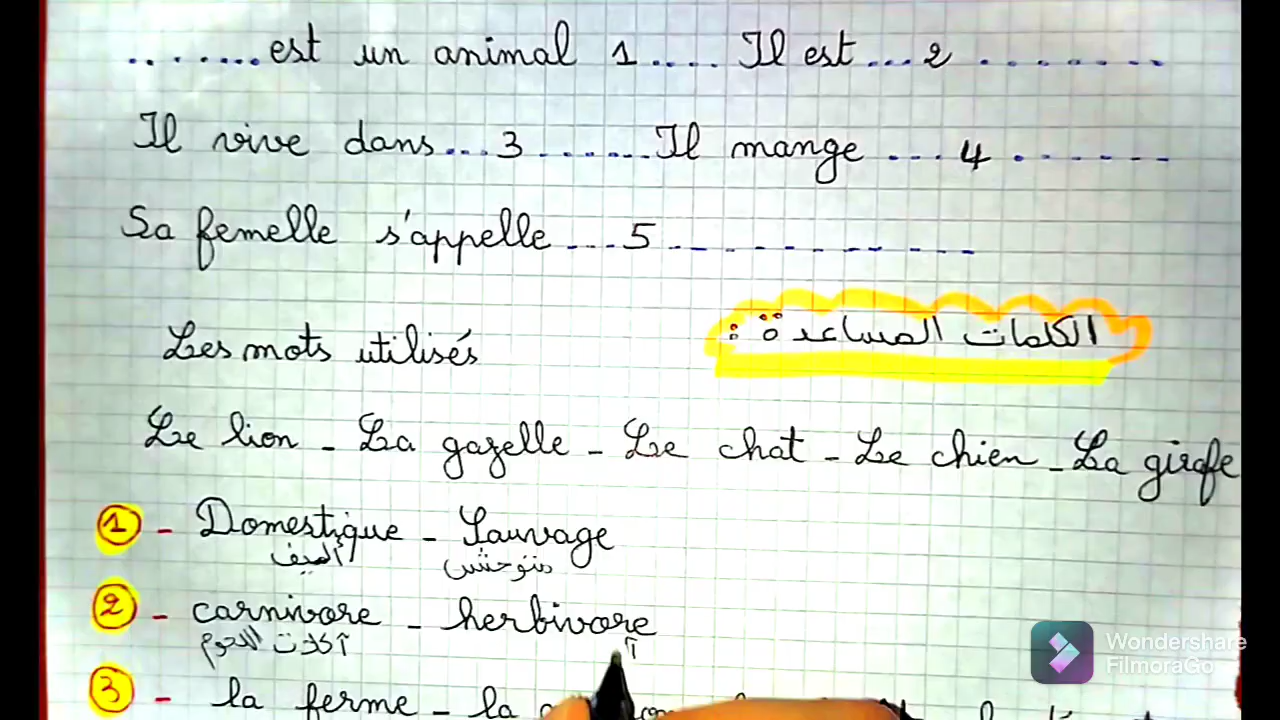 ........est un animal 1.... Il est ...2 ........
Il vive dans...3.......Il mange ...4........
Sa femelle s'appelle ...5............
Les mots utilisés
الكلمات المساعدة :
Le lion - La gazelle - Le chat - Le chien - La girafe
1 - Domestique - Sauvage
أليف متوحش
2 - carnivore - herbivore
آكلات اللحوم آ
3 - la ferme - la
Wondershare
FilmoraGo